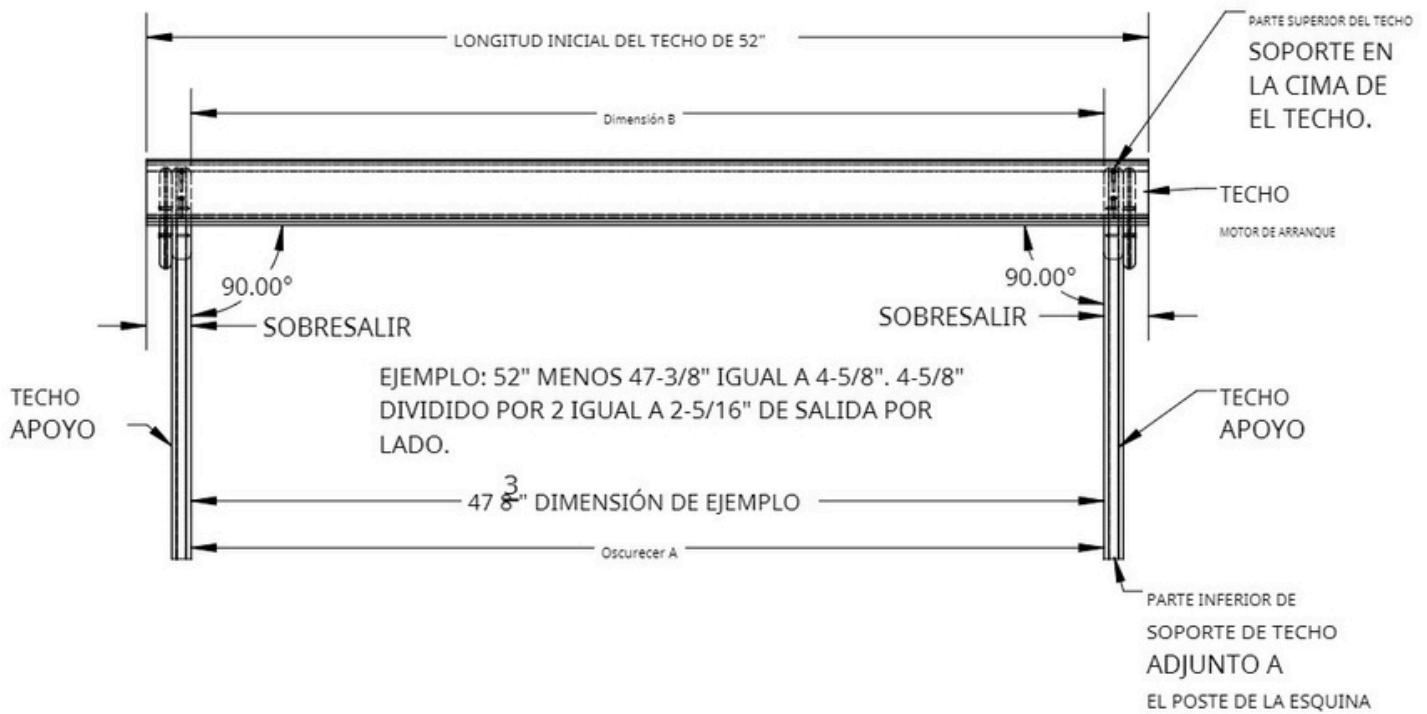 PARTE SUPERIOR DEL TECHO
SOPORTE EN
LA CIMA DE
EL TECHO.
LONGITUD INICIAL DEL TECHO DE 52"
Dimensión B
TECHO
MOTOR DE ARRANQUE
90.00°
90.00°
SOBRESALIR
SOBRESALIR
EJEMPLO: 52" MENOS 47-3/8" IGUAL A 4-5/8". 4-5/8"
DIVIDIDO POR 2 IGUAL A 2-5/16" DE SALIDA POR
LADO.
TECHO
APOYO
TECHO
APOYO
47 3/8" DIMENSIÓN DE EJEMPLO
Oscurecer A
PARTE INFERIOR DE
SOPORTE DE TECHO
ADJUNTO A
EL POSTE DE LA ESQUINA